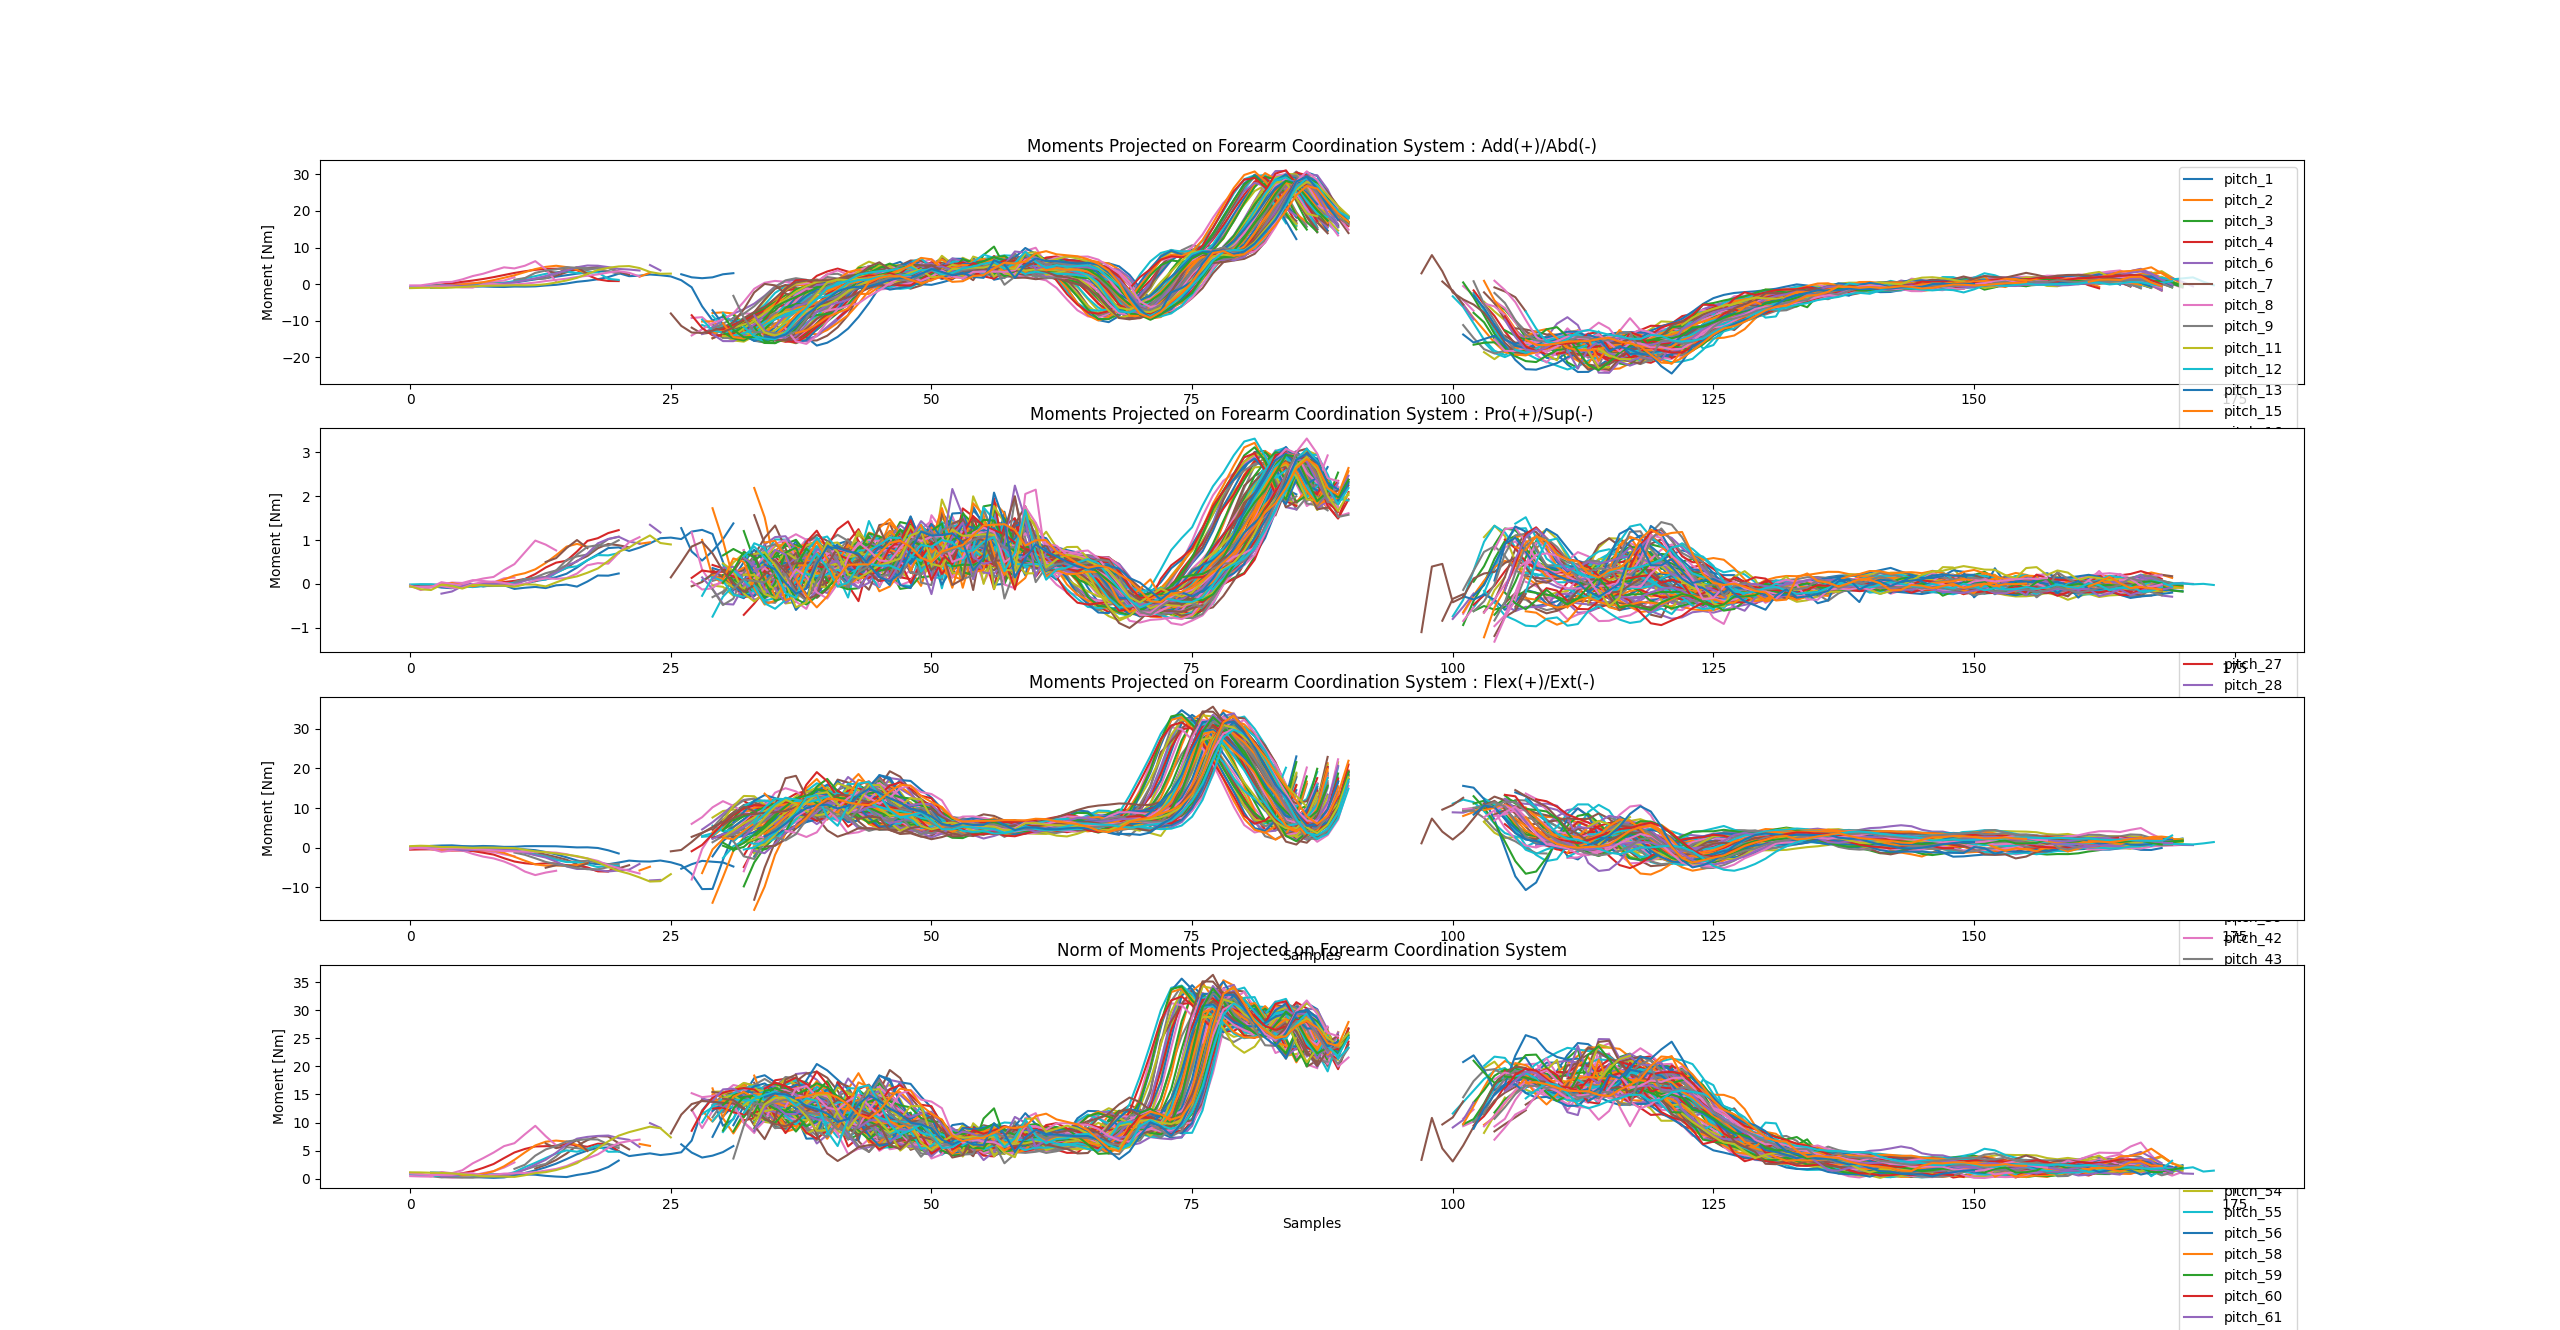 Moments Projected on Forearm Coordination System : Add(+)/Abd(-)
Moment [Nm]
30
20
10
0
−10
−20
0 25 50 75 100 125 150 175
pitch_1
pitch_2
pitch_3
pitch_4
pitch_6
pitch_7
pitch_8
pitch_9
pitch_11
pitch_12
pitch_13
pitch_15
Moments Projected on Forearm Coordination System : Pro(+)/Sup(-)
Moment [Nm]
3
2
1
0
−1
0 25 50 75 100 125 150 175
pitch_27
pitch_28
Moments Projected on Forearm Coordination System : Flex(+)/Ext(-)
Moment [Nm]
30
20
10
0
−10
0 25 50 75 100 125 150 175
Samples
pitch_42
pitch_43
Norm of Moments Projected on Forearm Coordination System
Moment [Nm]
35
30
25
20
15
10
5
0
0 25 50 75 100 125 150 175
Samples
pitch_54
pitch_55
pitch_56
pitch_58
pitch_59
pitch_60
pitch_61